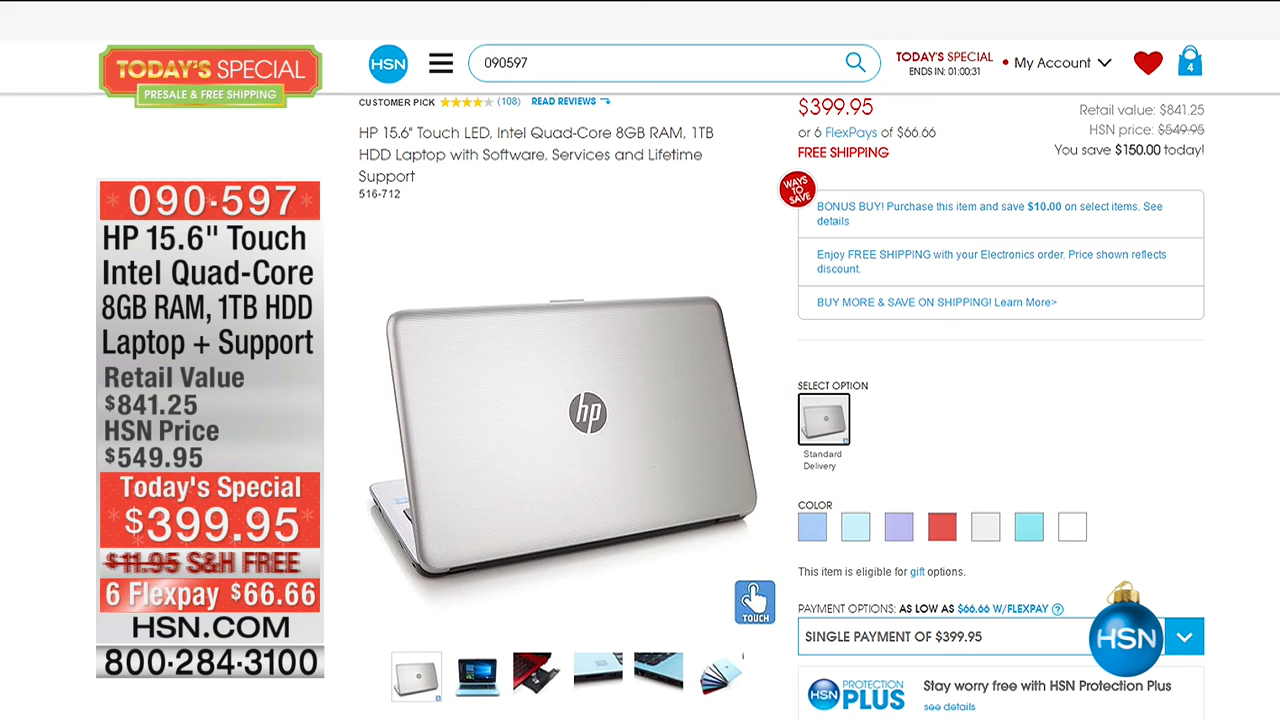 TODAY'S SPECIAL
PRESALE & FREE SHIPPING
090-597
HP 15.6" Touch
Intel Quad-Core
8GB RAM, 1TB HDD
Laptop + Support
Retail Value
$841.25
HSN Price
$549.95
Today's Special
$399.95
$11.95 S&H FREE
6 Flexpay $66.66
HSN.COM
800-284-3100
HSN
090597
TODAY'S SPECIAL
ENDS IN: 01:00:31
My Account
4
CUSTOMER PICK (108) READ REVIEWS
HP 15.6" Touch LED, Intel Quad-Core 8GB RAM, 1TB
HDD Laptop with Software, Services and Lifetime
Support
516-712
hp
TOUCH
$399.95
or 6 FlexPays of $66.66
FREE SHIPPING
Retail value: $841.25
HSN price: $549.95
You save $150.00 today!
WAYS
TO
SAVE
BONUS BUY! Purchase this item and save $10.00 on select items. See
details
Enjoy FREE SHIPPING with your Electronics order. Price shown reflects
discount.
BUY MORE & SAVE ON SHIPPING! Learn More>
SELECT OPTION
Standard
Delivery
COLOR
This item is eligible for gift options.
PAYMENT OPTIONS: AS LOW AS $66.66 W/FLEXPAY ?
SINGLE PAYMENT OF $399.95
HSN
HSN PROTECTION
PLUS
Stay worry free with HSN Protection Plus
see details